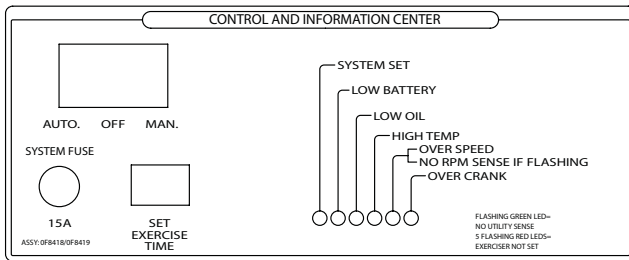 CONTROL AND INFORMATION CENTER
SYSTEM SET
LOW BATTERY
LOW OIL
HIGH TEMP
OVER SPEED
NO RPM SENSE IF FLASHING
OVER CRANK
AUTO. OFF MAN.
SYSTEM FUSE
15A
SET
EXERCISE
TIME
ASSY: 0F8418/0F8419
FLASHING GREEN LED=
NO UTILITY SENSE
5 FLASHING RED LEDS=
EXERCISER NOT SET